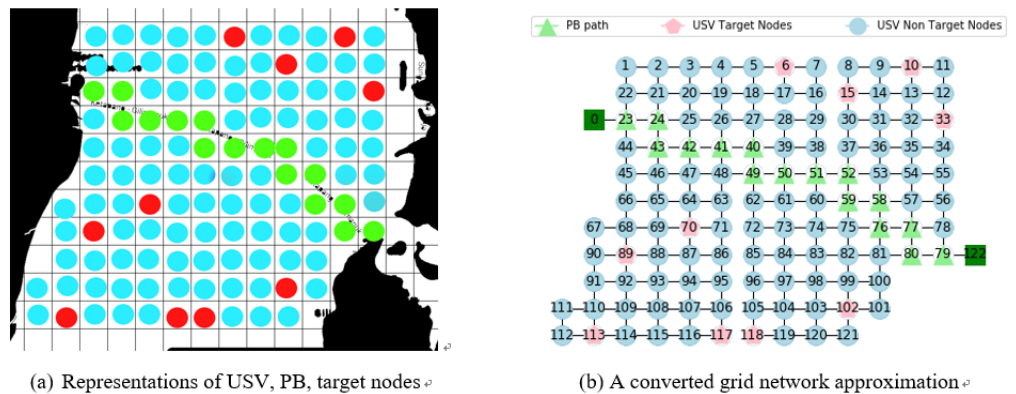 PB path USV Target Nodes USV Non Target Nodes
1 2 3 4 5 6 7 8 9 10 11
22 21 20 19 18 17 16 15 14 13 12
0 23 24 25 26 27 28 29 30 31 32 33
44 43 42 41 40 39 38 37 36 35 34
45 46 47 48 49 50 51 52 53 54 55
66 65 64 63 62 61 60 59 58 57 56
67 68 69 70 71 72 73 74 75 76 77 78
90 89 88 87 86 85 84 83 82 81 80 79 122
91 92 93 94 95 96 97 98 99 100
111 110 109 108 107 106 105 104 103 102 101
112 113 114 115 116 117 118 119 120 121
(a) Representations of USV, PB, target nodes
(b) A converted grid network approximation